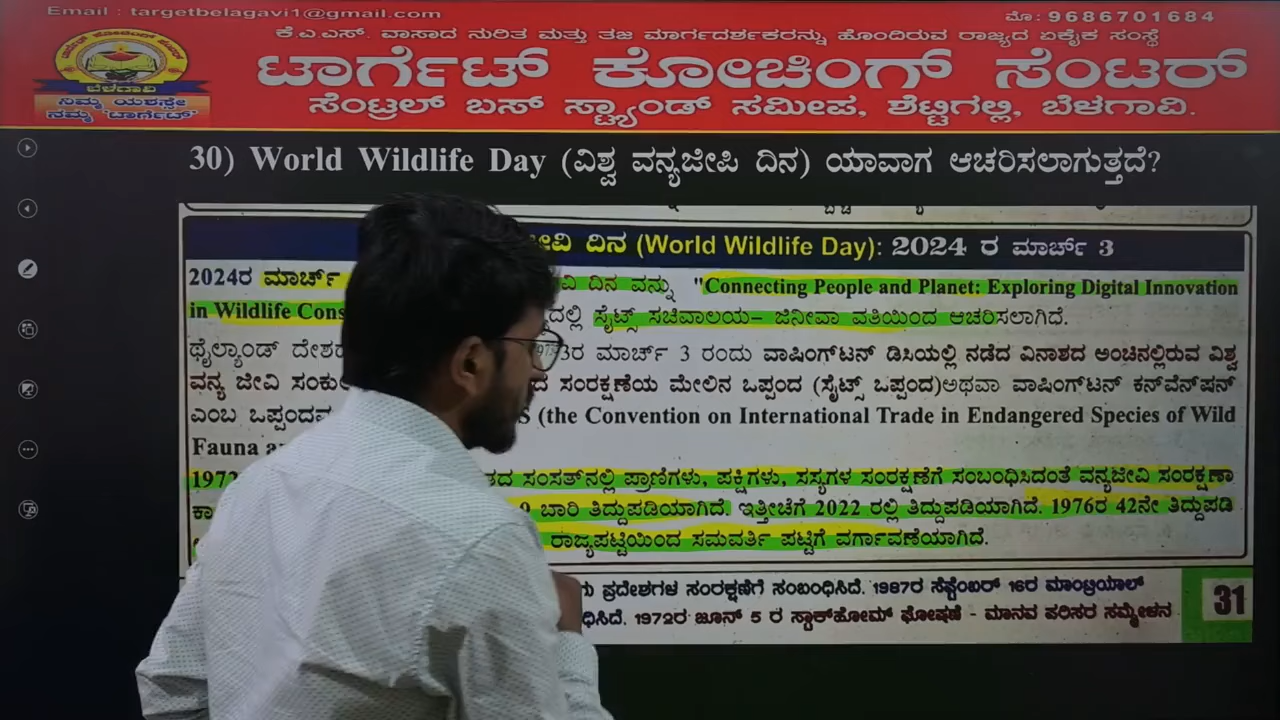 Email : targetbelagavi1@gmail.com
ಮೊ: 9686701684
ಕೆ.ಎ.ಎಸ್. ಪಾಸಾದ ನುರಿತ ಮತ್ತು ತಜ್ಞ ಮಾರ್ಗದರ್ಶಕರನ್ನು ಹೊಂದಿರುವ ರಾಜ್ಯದ ಏಕೈಕ ಸಂಸ್ಥೆ
ಟಾರ್ಗೆಟ್ ಕೋಚಿಂಗ್ ಸೆಂಟರ್
ಸೆಂಟ್ರಲ್ ಬಸ್ ಸ್ಟ್ಯಾಂಡ್ ಸಮೀಪ, ಶೆಟ್ಟಿಗಲ್ಲಿ, ಬೆಳಗಾವಿ.
ಬೆಳಗಾವಿ
ನಿಮ್ಮ ಯಶಸ್ಸೇ
ನಮ್ಮ 'ಟಾರ್ಗೆಟ್'
30) World Wildlife Day (ವಿಶ್ವ ವನ್ಯಜೀಪಿ ದಿನ) ಯಾವಾಗ ಆಚರಿಸಲಾಗುತ್ತದೆ?
ದಿನ (World Wildlife Day): 2024 ರ ಮಾರ್ಚ್ 3
2024ರ ಮಾರ್ಚ್ ದಿನ ವನ್ನು "Connecting People and Planet: Exploring Digital Innovation
in Wildlife ಸೈಟ್ಸ್ ಸಚಿವಾಲಯ– ಜಿನೀವಾ ವತಿಯಿಂದ ಆಚರಿಸಲಾಗಿದೆ.
ಥೈಲ್ಯಾಂಡ್ ಮಾರ್ಚ್ 3 ರಂದು ವಾಷಿಂಗ್‌ಟನ್ ಡಿಸಿಯಲ್ಲಿ ನಡೆದ ವಿನಾಶದ ಅಂಚಿನಲ್ಲಿರುವ ವಿಶ್ವ
ವನ್ಯ ಜೀವಿ ಸಂರಕ್ಷಣೆಯ ಮೇಲಿನ ಒಪ್ಪಂದ (ಸೈಟ್ಸ್ ಒಪ್ಪಂದ)ಅಥವಾ ವಾಷಿಂಗ್‌ಟನ್ ಕನ್‌ವೆನ್‌ಷನ್
ಎಂಬ (the Convention on International Trade in Endangered Species of Wild
Fauna
1972 ಸಂಸತ್‌ನಲ್ಲಿ ಪ್ರಾಣಿಗಳು, ಪಕ್ಷಿಗಳು, ಸಸ್ಯಗಳ ಸಂರಕ್ಷಣೆಗೆ ಸಂಬಂಧಿಸಿದಂತೆ ವನ್ಯಜೀವಿ ಸಂರಕ್ಷಣಾ
9 ಬಾರಿ ತಿದ್ದುಪಡಿಯಾಗಿದೆ. ಇತ್ತೀಚೆಗೆ 2022 ರಲ್ಲಿ ತಿದ್ದುಪಡಿಯಾಗಿದೆ. 1976ರ 42ನೇ ತಿದ್ದುಪಡಿ
ರಾಜ್ಯಪಟ್ಟಿಯಿಂದ ಸಮವರ್ತಿ ಪಟ್ಟಿಗೆ ವರ್ಗಾವಣೆಯಾಗಿದೆ.
ಪ್ರದೇಶಗಳ ಸಂರಕ್ಷಣೆಗೆ ಸಂಬಂಧಿಸಿದೆ. 1987ರ ಸೆಪ್ಟೆಂಬರ್ 16ರ ಮಾಂಟ್ರಿಯಾಲ್
1972ರ ಜೂನ್ 5 ರ ಸ್ಟಾಕ್‌ಹೋಮ್ ಘೋಷಣೆ - ಮಾನವ ಪರಿಸರ ಸಮ್ಮೇಳನ
31